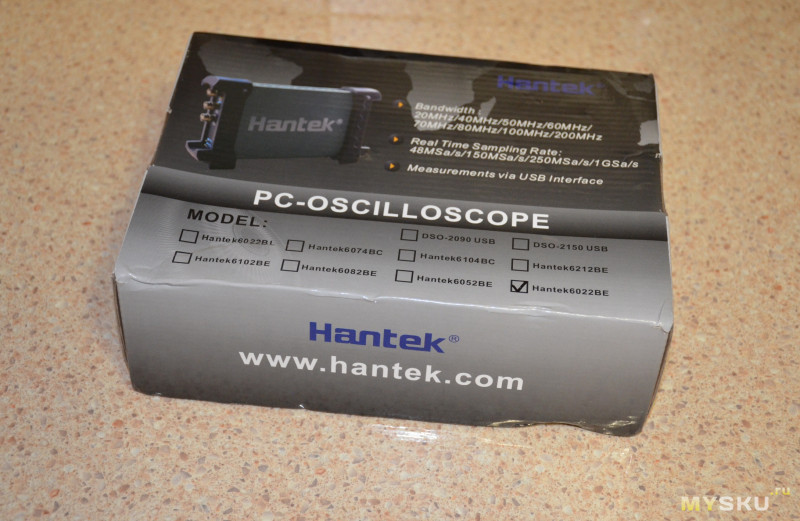 Hantek®
Hantek®
Bandwidth
20MHz/40MHz/50MHz/60MHz/
70MHz/80MHz/100MHz/200MHz
Real Time Sampling Rate:
48MSa/s/150MSa/s/250MSa/s/1GSa/s
Measurements via USB Interface
PC-OSCILLOSCOPE
MODEL:
Hantek6022BL Hantek6074BC DSO-2090 USB DSO-2150 USB
Hantek6102BE Hantek6082BE Hantek6104BC Hantek6212BE
Hantek6052BE Hantek6022BE
Hantek®
www.hantek.com
MYSKU.ru